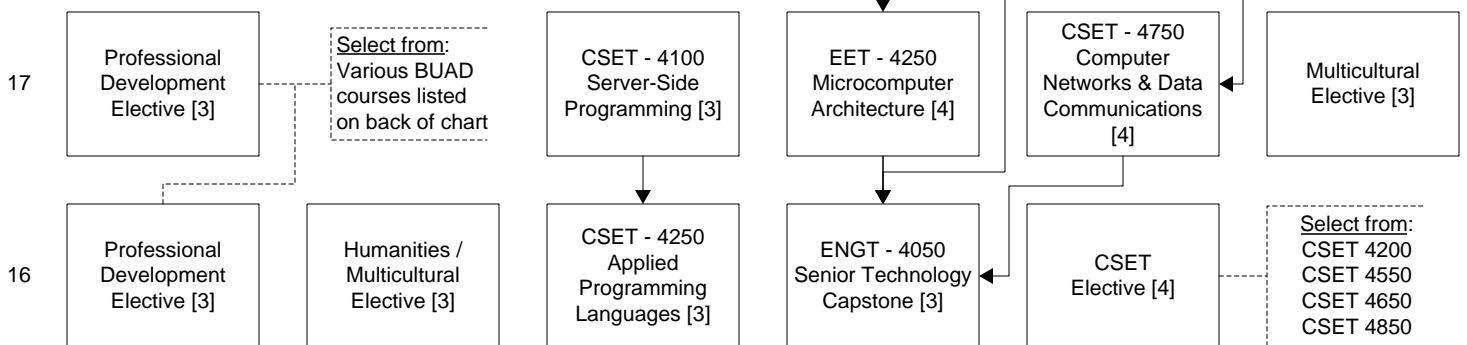 17
Professional
Development
Elective [3]
Select from:
Various BUAD
courses listed
on back of chart
CSET - 4100
Server-Side
Programming [3]
EET - 4250
Microcomputer
Architecture [4]
CSET - 4750
Computer
Networks & Data
Communications
[4]
Multicultural
Elective [3]
16
Professional
Development
Elective [3]
Humanities /
Multicultural
Elective [3]
CSET - 4250
Applied
Programming
Languages [3]
ENGT - 4050
Senior Technology
Capstone [3]
CSET
Elective [4]
Select from:
CSET 4200
CSET 4550
CSET 4650
CSET 4850